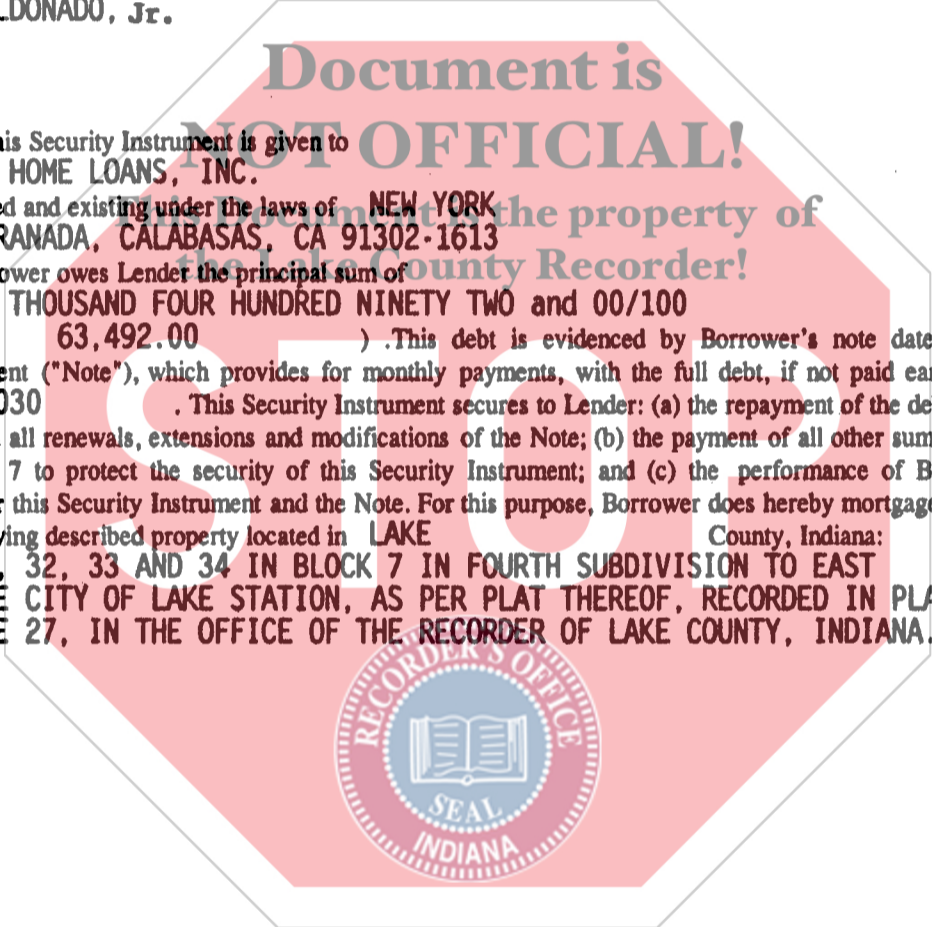 LDONADO, Jr.
Document is
is Security Instrument is given to
NOT OFFICIAL!
HOME LOANS, INC.
ed and existing under the laws of NEW YORK
This Document is the property of
RANADA, CALABASAS, CA 91302-1613
the Lake County Recorder!
ower owes Lender the principal sum of
THOUSAND FOUR HUNDRED NINETY TWO and 00/100
63,492.00 ) .This debt is evidenced by Borrower's note date
ent ("Note"), which provides for monthly payments, with the full debt, if not paid ear
030 . This Security Instrument secures to Lender: (a) the repayment of the de
all renewals, extensions and modifications of the Note; (b) the payment of all other sum
7 to protect the security of this Security Instrument; and (c) the performance of B
r this Security Instrument and the Note. For this purpose, Borrower does hereby mortgage
STOP
ving described property located in LAKE County, Indiana:
32, 33 AND 34 IN BLOCK 7 IN FOURTH SUBDIVISION TO EAST
E CITY OF LAKE STATION, AS PER PLAT THEREOF, RECORDED IN PLA
E 27, IN THE OFFICE OF THE RECORDER OF LAKE COUNTY, INDIANA.
RECORDER'S OFFICE
SEAL
INDIANA